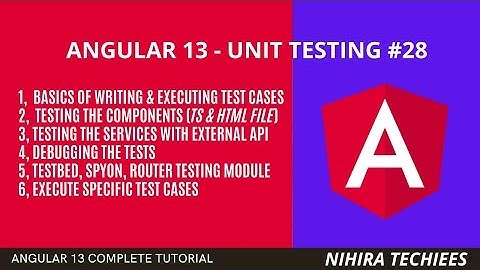 ANGULAR 13 - UNIT TESTING #28
1, BASICS OF WRITING & EXECUTING TEST CASES
2, TESTING THE COMPONENTS (TS & HTML FILE)
3, TESTING THE SERVICES WITH EXTERNAL API
4, DEBUGGING THE TESTS
5, TESTBED, SPYON, ROUTER TESTING MODULE
6, EXECUTE SPECIFIC TEST CASES
A
ANGULAR 13 COMPLETE TUTORIAL
NIHIRA TECHIEES